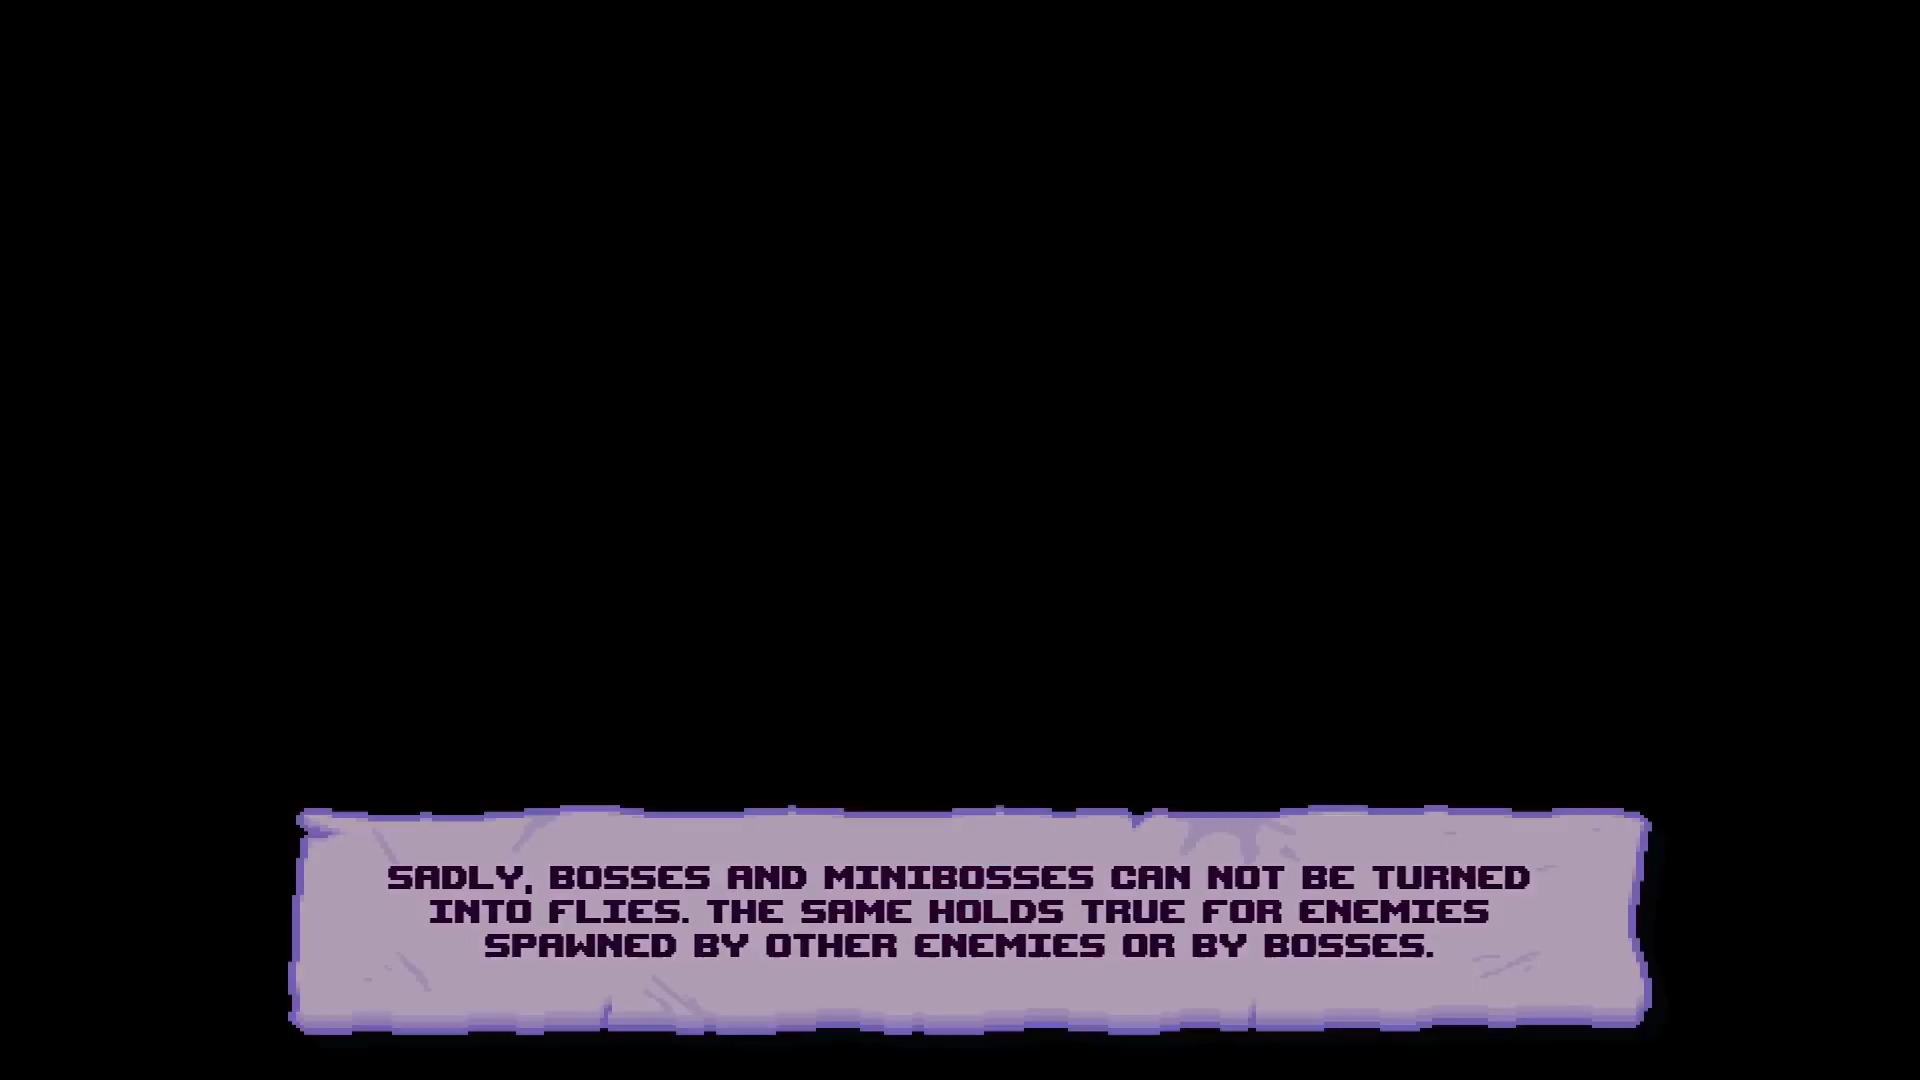 SADLY, BOSSES AND MINIBOSSES CAN NOT BE TURNED
INTO FLIES. THE SAME HOLDS TRUE FOR ENEMIES
SPAWNED BY OTHER ENEMIES OR BY BOSSES.